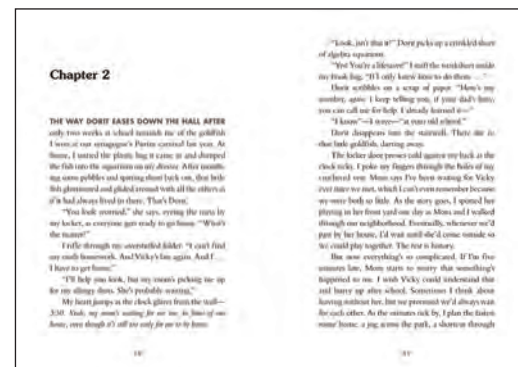 Chapter 2
THE WAY DORIT EASES DOWN THE HALL AFTER
only two weeks at school reminds me of the goldfish
I won at our synagogue's Purim carnival last year. At
home, I untied the plastic bag it came in and dumped
the fish into the aquarium on my dresser. After mouth-
ing some pebbles and spitting them back out, that little
fish shimmied and glided around with all the others as
if it had always lived in there. That's Dorit.
"You look worried," she says, eyeing the mess by
my locker, as everyone gets ready to go home. "What's
the matter?"
I rifle through my overstuffed folder. "I can't find
my math homework. And Vicky's late again. And I . . .
I have to get home."
"I'll help you look, but my mom's picking me up
for my allergy shots. She's probably waiting."
My heart jumps as the clock glares from the wall—
3:30. Yeah, my mom's waiting for me too, in front of our
house, even though it's still too early for me to be home.
10
"Look, isn't this it?" Dorit picks up a crinkled sheet
of algebra equations.
"Yes! You're a lifesaver!" I stuff the worksheet inside
my book bag. "If I only knew how to do them . . ."
Dorit scribbles on a scrap of paper. "Here's my
number, again. I keep telling you, if your dad's busy,
you can call me for help. I already learned it—"
"I know"—I wave—"at your old school."
Dorit disappears into the stairwell. There she is,
that little goldfish, darting away.
The locker door presses cold against my back as the
clock ticks. I poke my fingers through the holes of my
crocheted vest. Mom says I've been waiting for Vicky
ever since we met, which I can't even remember because
we were both so little. As the story goes, I spotted her
playing in her front yard one day as Mom and I walked
through our neighborhood. Eventually, whenever we'd
pass by her house, I'd wait until she'd come outside so
we could play together. The rest is history.
But now everything's so complicated. If I'm five
minutes late, Mom starts to worry that something's
happened to me. I wish Vicky could understand that
and hurry up after school. Sometimes I think about
leaving without her, but we promised we'd always wait
for each other. As the minutes tick by, I plan the fastest
route home: a jog across the park, a shortcut through
11